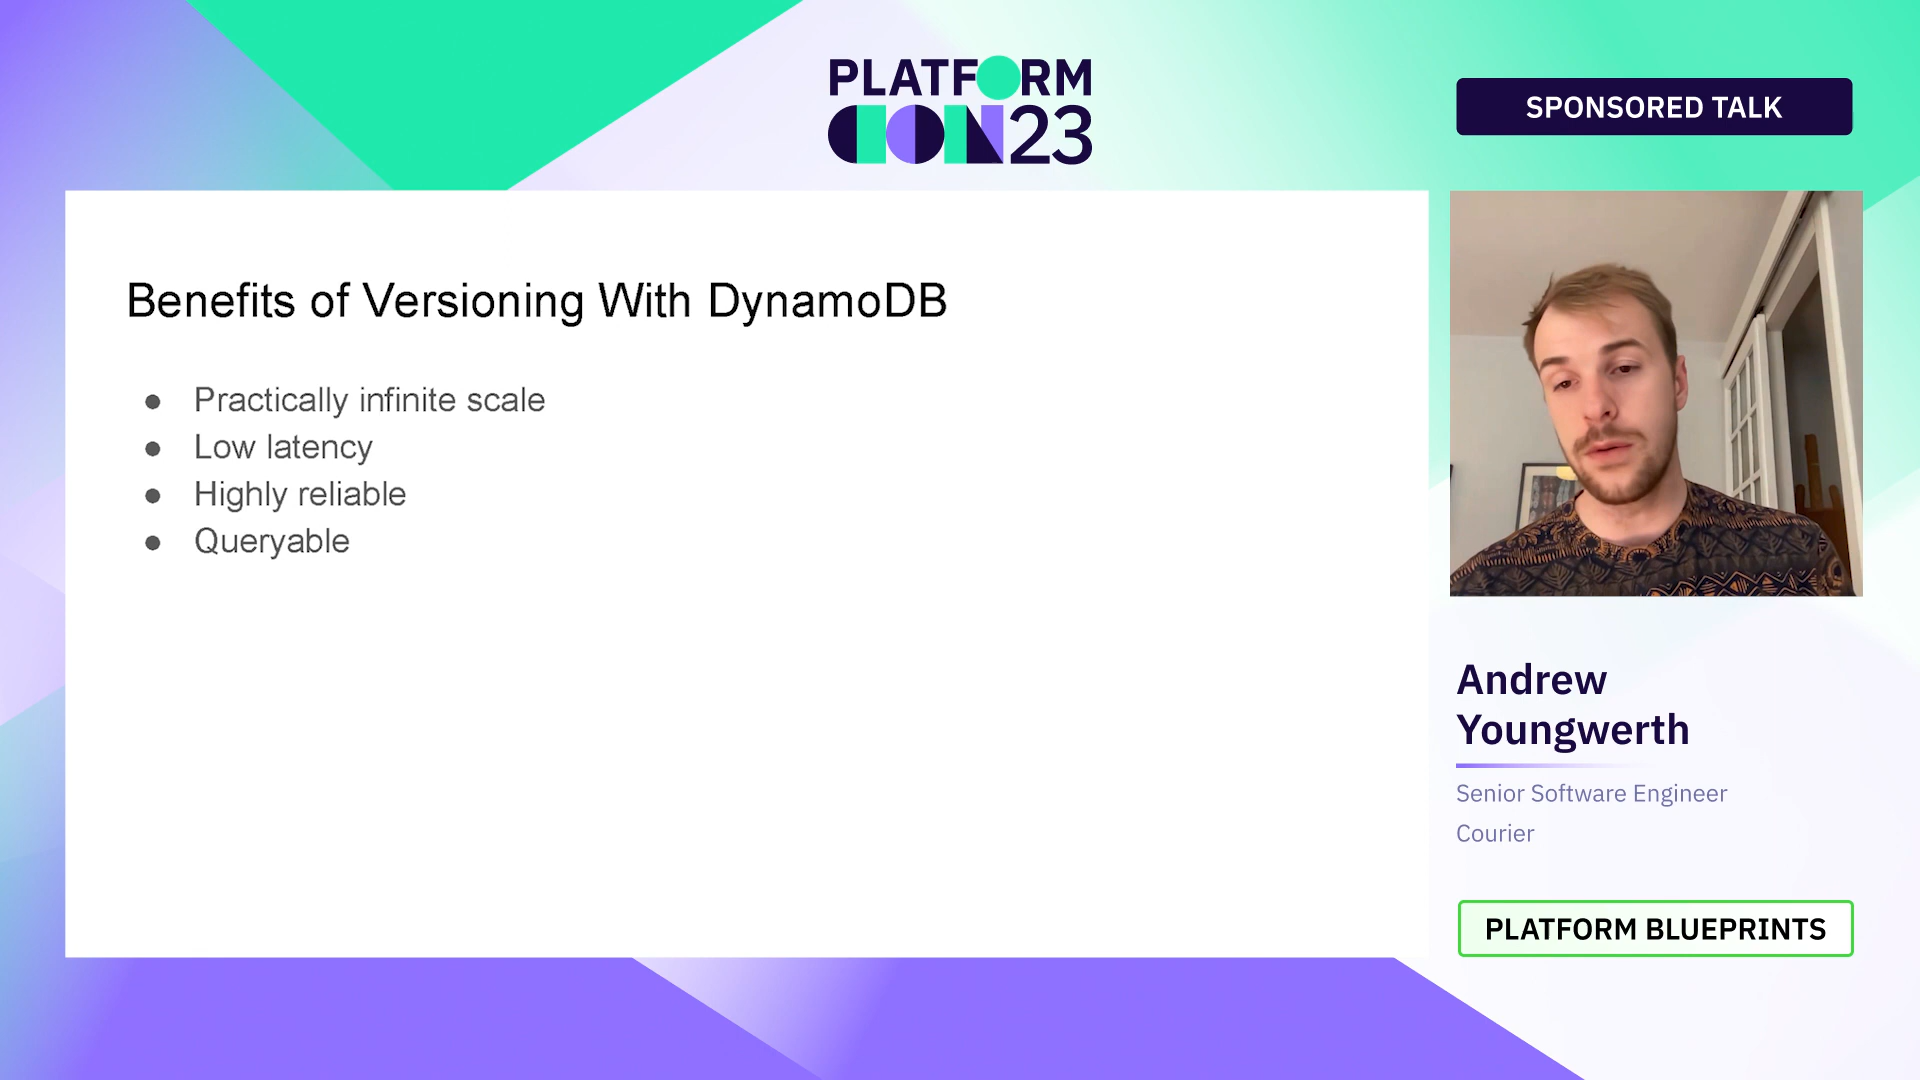 PLATFORM
CON23
SPONSORED TALK
Benefits of Versioning With DynamoDB
● Practically infinite scale
● Low latency
● Highly reliable
● Queryable
Andrew
Youngwerth
Senior Software Engineer
Courier
PLATFORM BLUEPRINTS